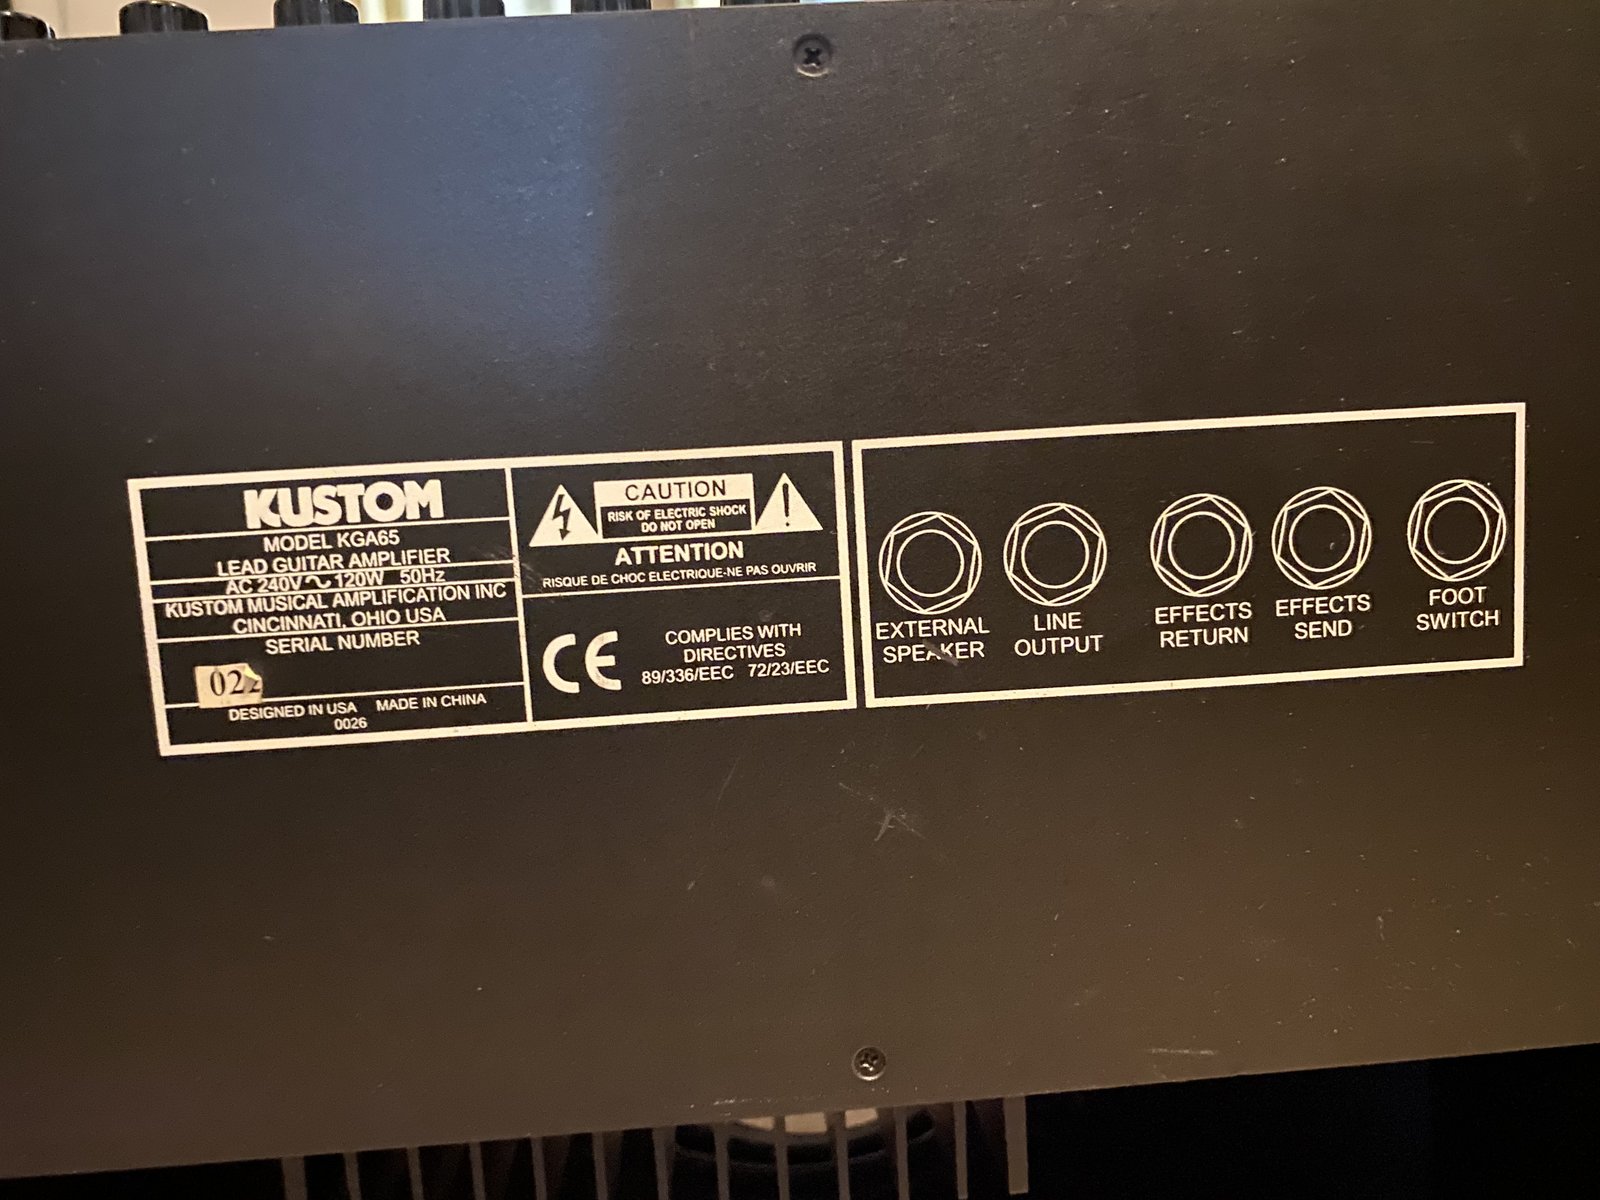 KUSTOM
MODEL KGA65
LEAD GUITAR AMPLIFIER
AC 240V ~ 120W 50Hz
KUSTOM MUSICAL AMPLIFICATION INC
CINCINNATI, OHIO USA
SERIAL NUMBER
022
DESIGNED IN USA MADE IN CHINA
0026
CAUTION
RISK OF ELECTRIC SHOCK
DO NOT OPEN
ATTENTION
RISQUE DE CHOC ELECTRIQUE-NE PAS OUVRIR
CE
COMPLIES WITH
DIRECTIVES
89/336/EEC 72/23/EEC
EXTERNAL
SPEAKER
LINE
OUTPUT
EFFECTS
RETURN
EFFECTS
SEND
FOOT
SWITCH